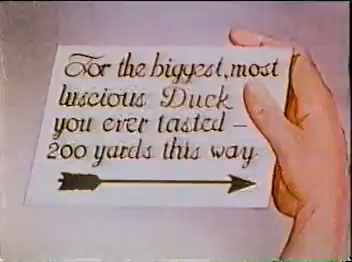 For the biggest, most
luscious Duck
you ever tasted —
200 yards this way